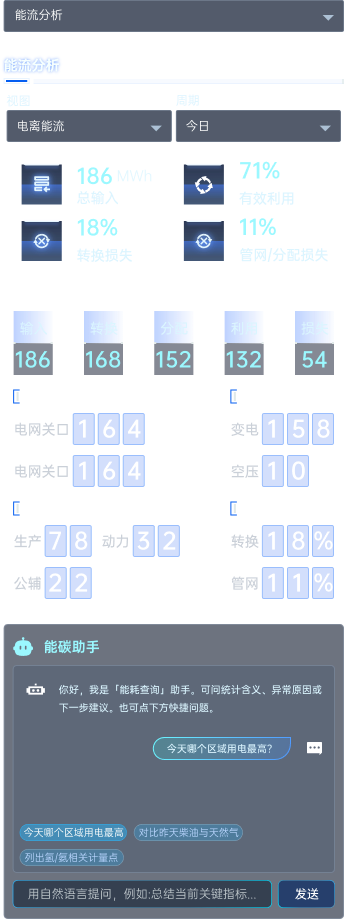 能流分析
能流分析
视图 周期
电离能流 今日
186 MWh 71%
总输入 有效利用
18% 11%
转换损失 管网/分配损失
输 转 分 利 损
186 168 152 132 54
电网关口 164 变电 158
电网关口 164 空压 10
生产 78 动力 32 转换 18%
公辅 22 管网 11%
能碳助手
你好，我是「能耗查询」助手。可问统计含义、异常原因或
下一步建议。也可点下方快捷问题。
今天哪个区域用电最高？
今天哪个区域用电最高 对比昨天柴油与天然气
列出氢/氨相关计量点
用自然语言提问，例如:总结当前关键指标... 发送